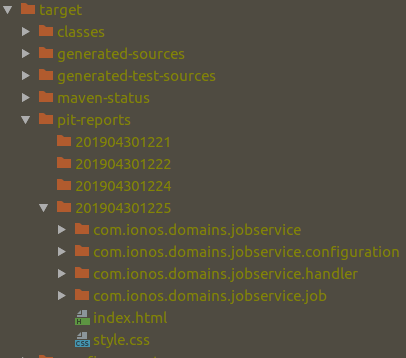 target
classes
generated-sources
generated-test-sources
maven-status
pit-reports
201904301221
201904301222
201904301224
201904301225
com.ionos.domains.jobservice
com.ionos.domains.jobservice.configuration
com.ionos.domains.jobservice.handler
com.ionos.domains.jobservice.job
H index.html
CSS style.css